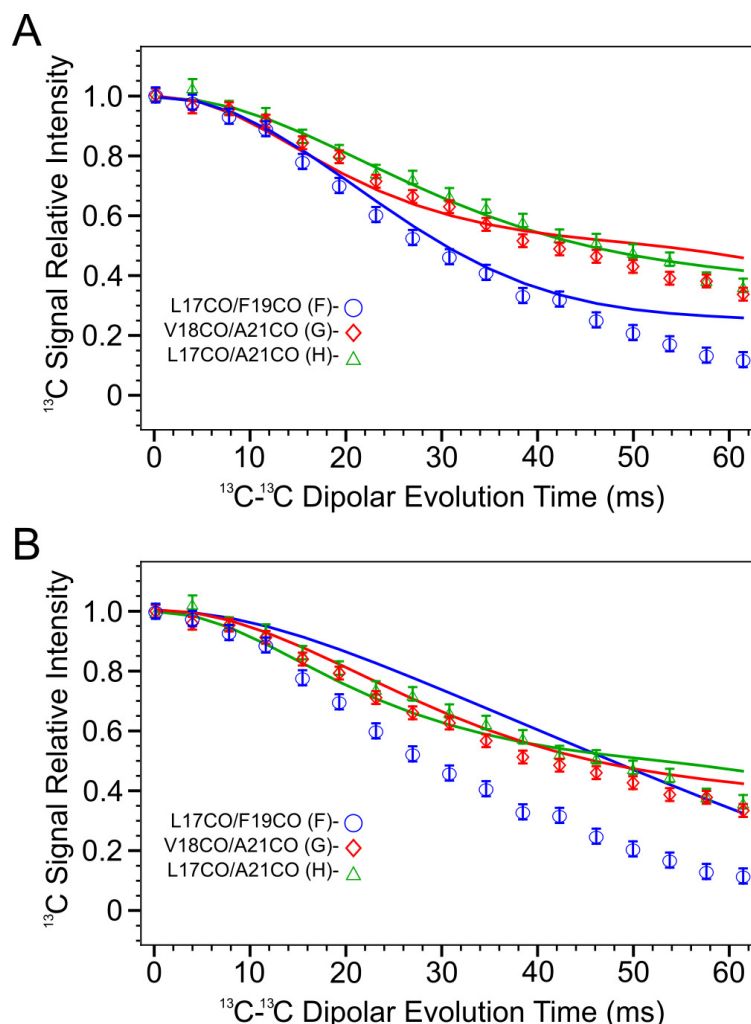 A
¹³C Signal Relative Intensity
1.0
0.8
0.6
0.4
0.2
0
L17CO/F19CO (F)-
V18CO/A21CO (G)-
L17CO/A21CO (H)-
0 10 20 30 40 50 60
¹³C-¹³C Dipolar Evolution Time (ms)
B
¹³C Signal Relative Intensity
1.0
0.8
0.6
0.4
0.2
0
L17CO/F19CO (F)-
V18CO/A21CO (G)-
L17CO/A21CO (H)-
0 10 20 30 40 50 60
¹³C-¹³C Dipolar Evolution Time (ms)